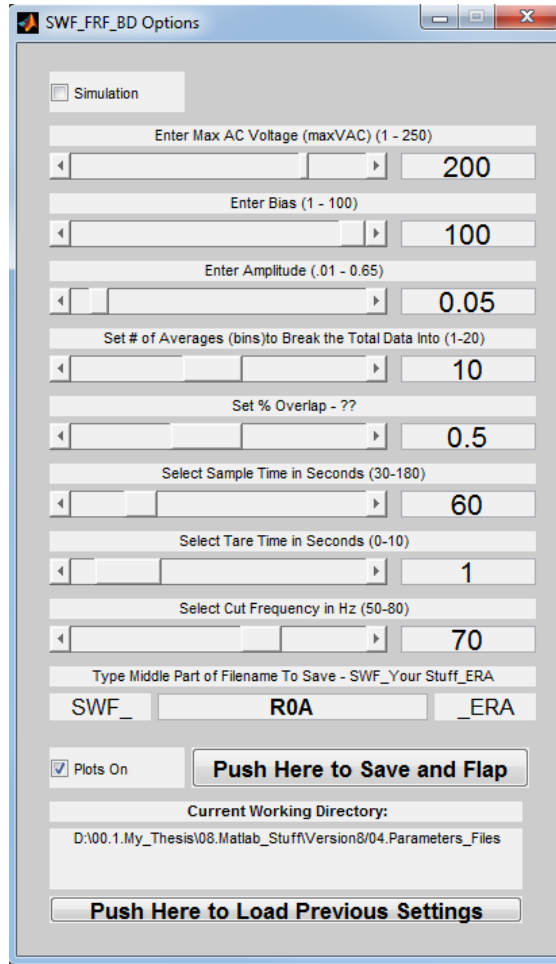 SWF_FRF_BD Options
Simulation
Enter Max AC Voltage (maxVAC) (1 - 250)
200
Enter Bias (1 - 100)
100
Enter Amplitude (.01 - 0.65)
0.05
Set # of Averages (bins)to Break the Total Data Into (1-20)
10
Set % Overlap - ??
0.5
Select Sample Time in Seconds (30-180)
60
Select Tare Time in Seconds (0-10)
1
Select Cut Frequency in Hz (50-80)
70
Type Middle Part of Filename To Save - SWF_Your Stuff_ERA
SWF_ R0A _ERA
Plots On Push Here to Save and Flap
Current Working Directory:
D:\00.1.My_Thesis\08.Matlab_Stuff\Version8/04.Parameters_Files
Push Here to Load Previous Settings